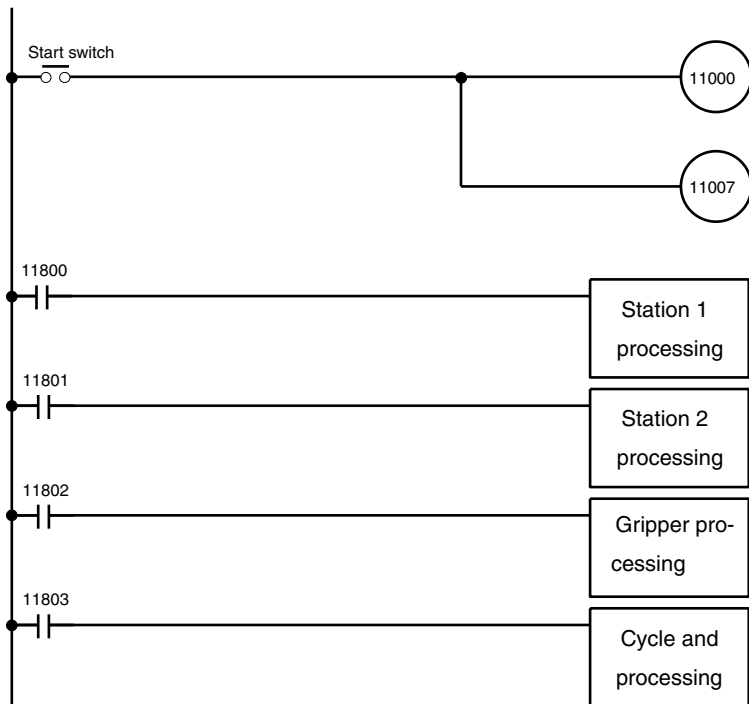 Start switch
11000
11007
11800
Station 1
processing
11801
Station 2
processing
11802
Gripper pro-
cessing
11803
Cycle and
processing